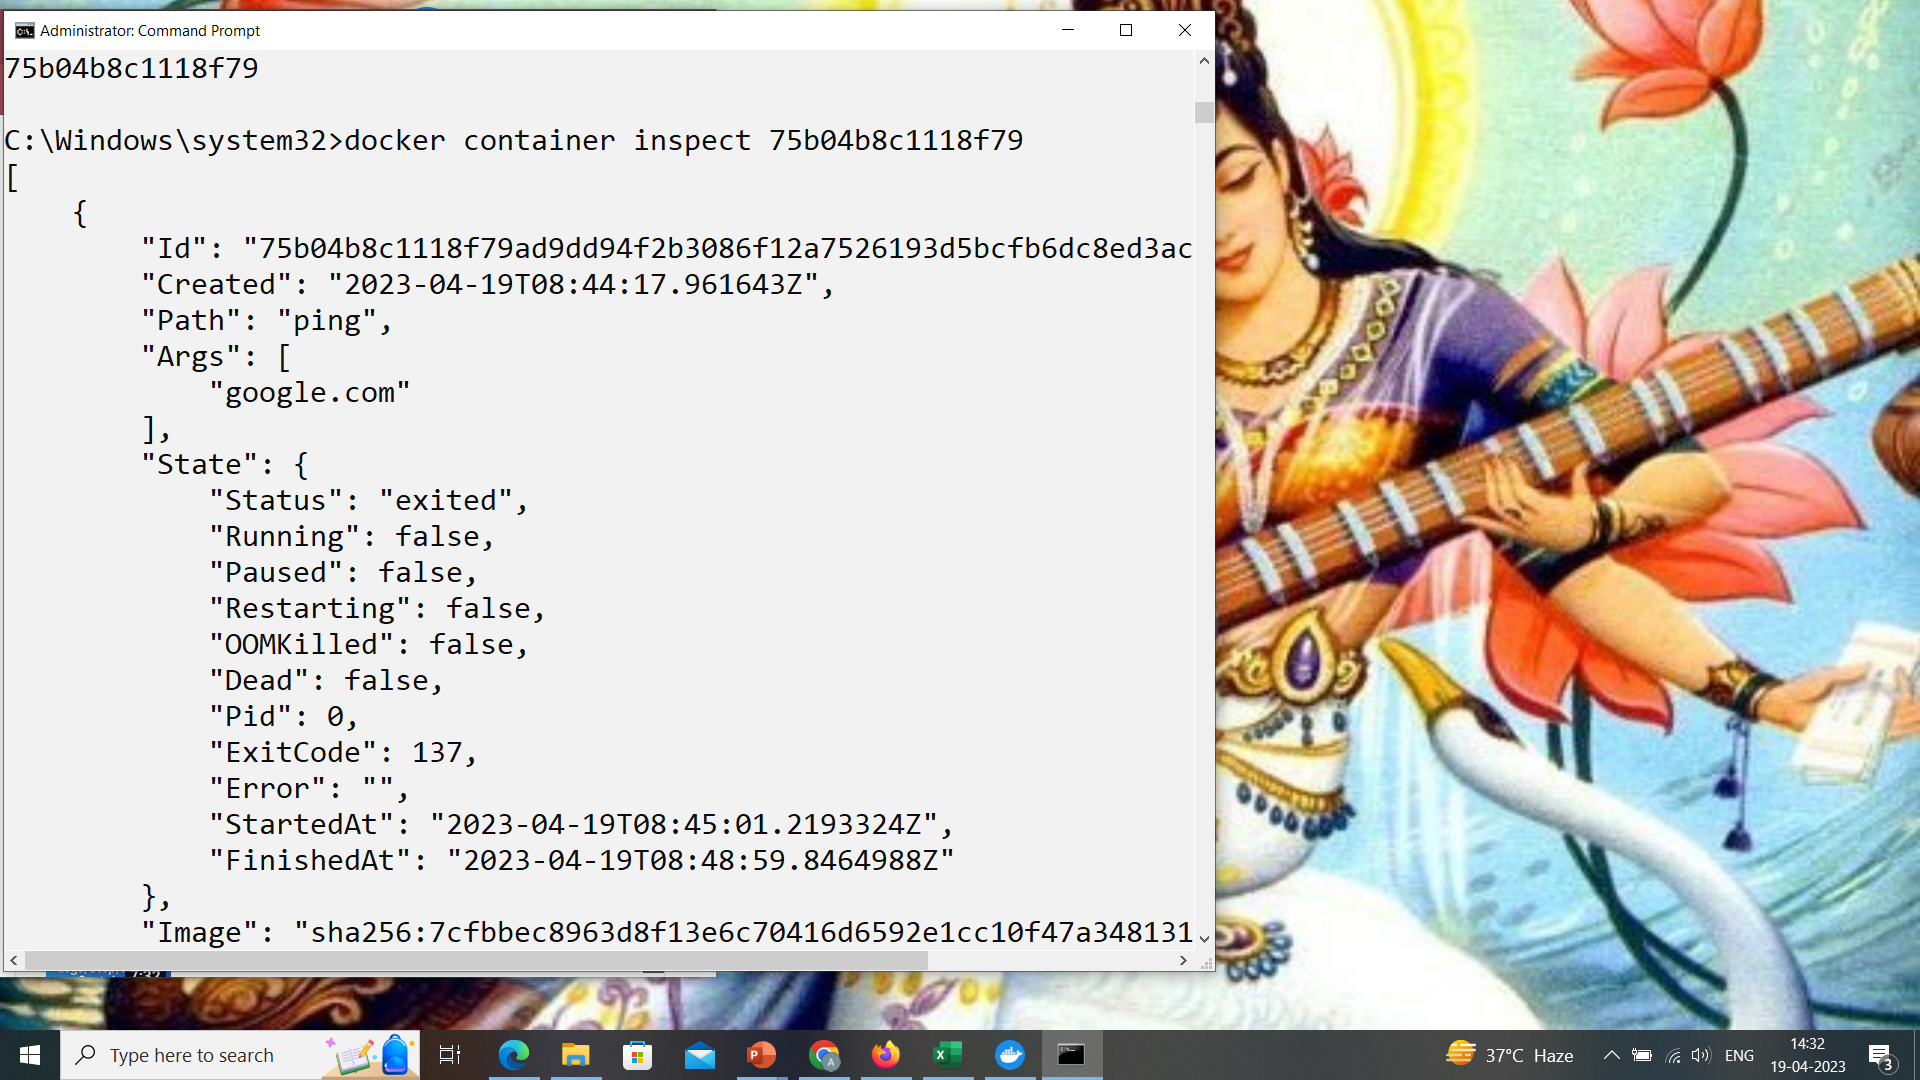 Administrator: Command Prompt
75b04b8c1118f79
C:\Windows\system32>docker container inspect 75b04b8c1118f79
[
{
"Id": "75b04b8c1118f79ad9dd94f2b3086f12a7526193d5bcfb6dc8ed3ac
"Created": "2023-04-19T08:44:17.961643Z",
"Path": "ping",
"Args": [
"google.com"
],
"State": {
"Status": "exited",
"Running": false,
"Paused": false,
"Restarting": false,
"OOMKilled": false,
"Dead": false,
"Pid": 0,
"ExitCode": 137,
"Error": "",
"StartedAt": "2023-04-19T08:45:01.2193324Z",
"FinishedAt": "2023-04-19T08:48:59.8464988Z"
},
"Image": "sha256:7cfbbec8963d8f13e6c70416d6592e1cc10f47a348131
Type here to search
37°C Haze
ENG
14:32
19-04-2023
3